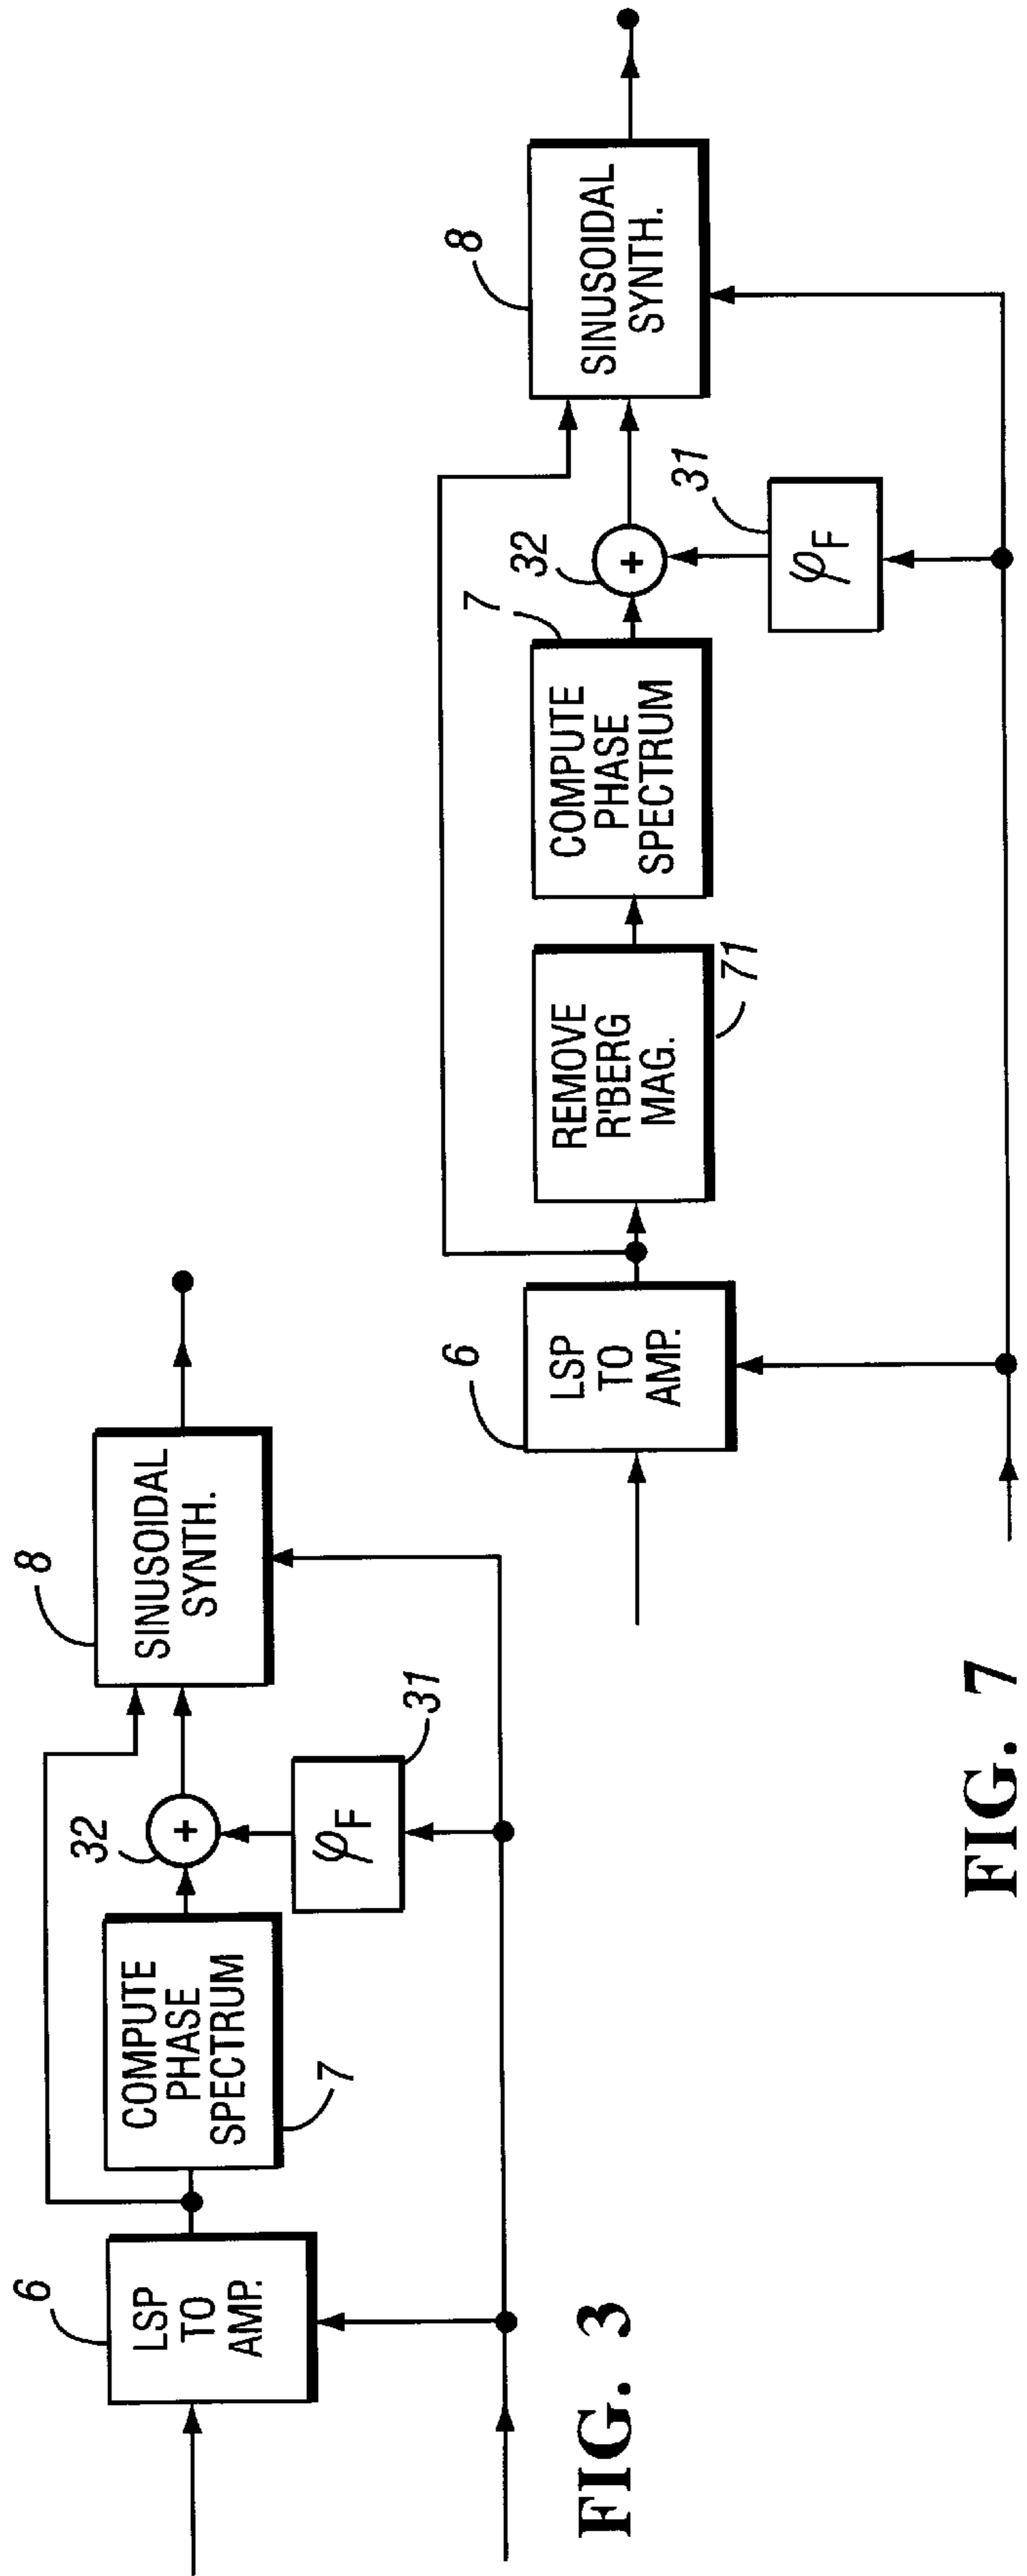 6
LSP
TO
AMP.
COMPUTE
PHASE
SPECTRUM
7
32
+
φF
31
8
SINUSOIDAL
SYNTH.
FIG. 3
6
LSP
TO
AMP.
REMOVE
R'BERG
MAG.
71
COMPUTE
PHASE
SPECTRUM
7
32
+
φF
31
8
SINUSOIDAL
SYNTH.
FIG. 7